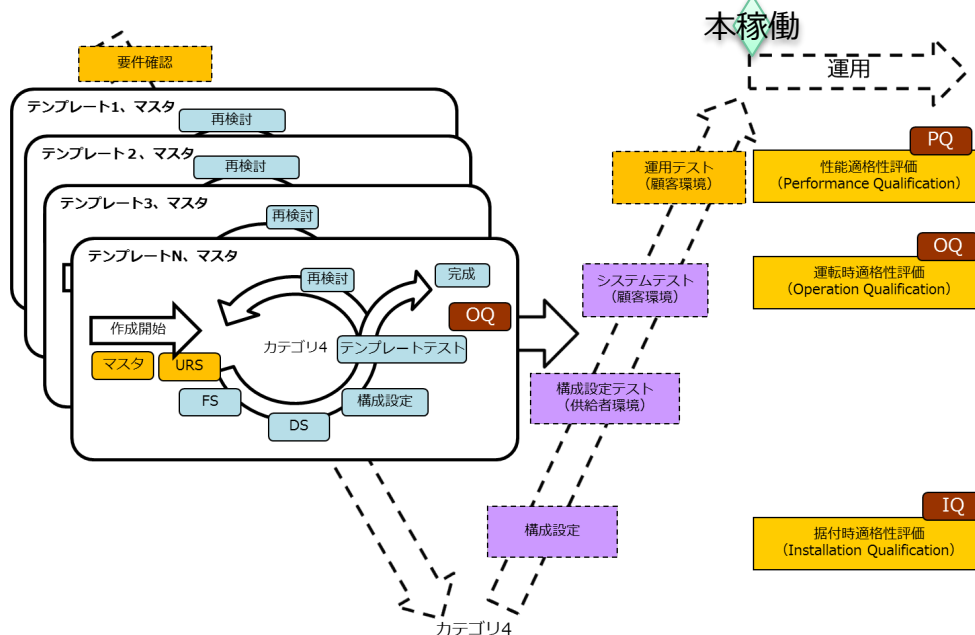 本稼働
運用
要件確認
テンプレート1、マスタ
再検討
テンプレート２、マスタ
再検討
テンプレート3、マスタ
再検討
テンプレートN、マスタ
再検討
完成
OQ
作成開始
カテゴリ4
テンプレートテスト
マスタ
URS
FS
構成設定
DS
運用テスト
（顧客環境）
システムテスト
（顧客環境）
構成設定テスト
（供給者環境）
構成設定
カテゴリ4
PQ
性能適格性評価
（Performance Qualification）
OQ
運転時適格性評価
（Operation Qualification）
IQ
据付時適格性評価
（Installation Qualification）